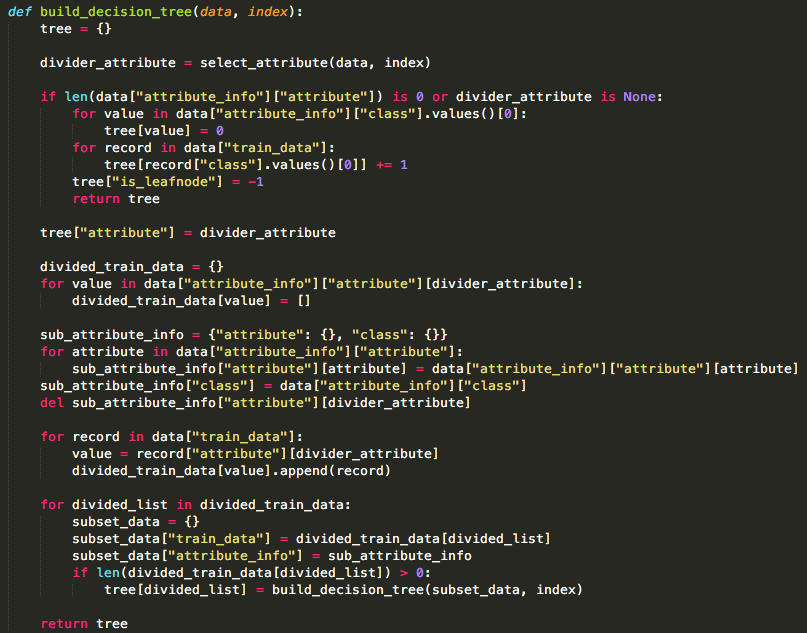 def build_decision_tree(data, index):
    tree = {}

    divider_attribute = select_attribute(data, index)

    if len(data["attribute_info"]["attribute"]) is 0 or divider_attribute is None:
        for value in data["attribute_info"]["class"].values()[0]:
            tree[value] = 0
        for record in data["train_data"]:
            tree[record["class"].values()[0]] += 1
        tree["is_leafnode"] = -1
        return tree

    tree["attribute"] = divider_attribute

    divided_train_data = {}
    for value in data["attribute_info"]["attribute"][divider_attribute]:
        divided_train_data[value] = []

    sub_attribute_info = {"attribute": {}, "class": {}}
    for attribute in data["attribute_info"]["attribute"]:
        sub_attribute_info["attribute"][attribute] = data["attribute_info"]["attribute"][attribute]
    sub_attribute_info["class"] = data["attribute_info"]["class"]
    del sub_attribute_info["attribute"][divider_attribute]

    for record in data["train_data"]:
        value = record["attribute"][divider_attribute]
        divided_train_data[value].append(record)

    for divided_list in divided_train_data:
        subset_data = {}
        subset_data["train_data"] = divided_train_data[divided_list]
        subset_data["attribute_info"] = sub_attribute_info
        if len(divided_train_data[divided_list]) > 0:
            tree[divided_list] = build_decision_tree(subset_data, index)

    return tree